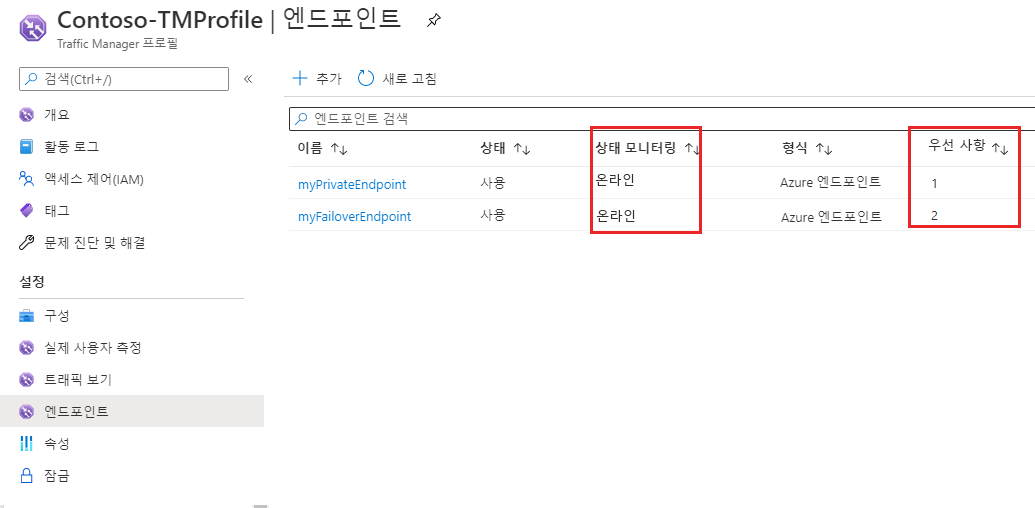 Contoso-TMProfile | 엔드포인트
Traffic Manager 프로필
검색(Ctrl+/)
개요
활동 로그
액세스 제어(IAM)
태그
문제 진단 및 해결
설정
구성
실제 사용자 측정
트래픽 보기
엔드포인트
속성
잠금
추가 새로 고침
엔드포인트 검색
이름 상태 상태 모니터링 형식 우선 사항
myPrivateEndpoint 사용 온라인 Azure 엔드포인트 1
myFailoverEndpoint 사용 온라인 Azure 엔드포인트 2